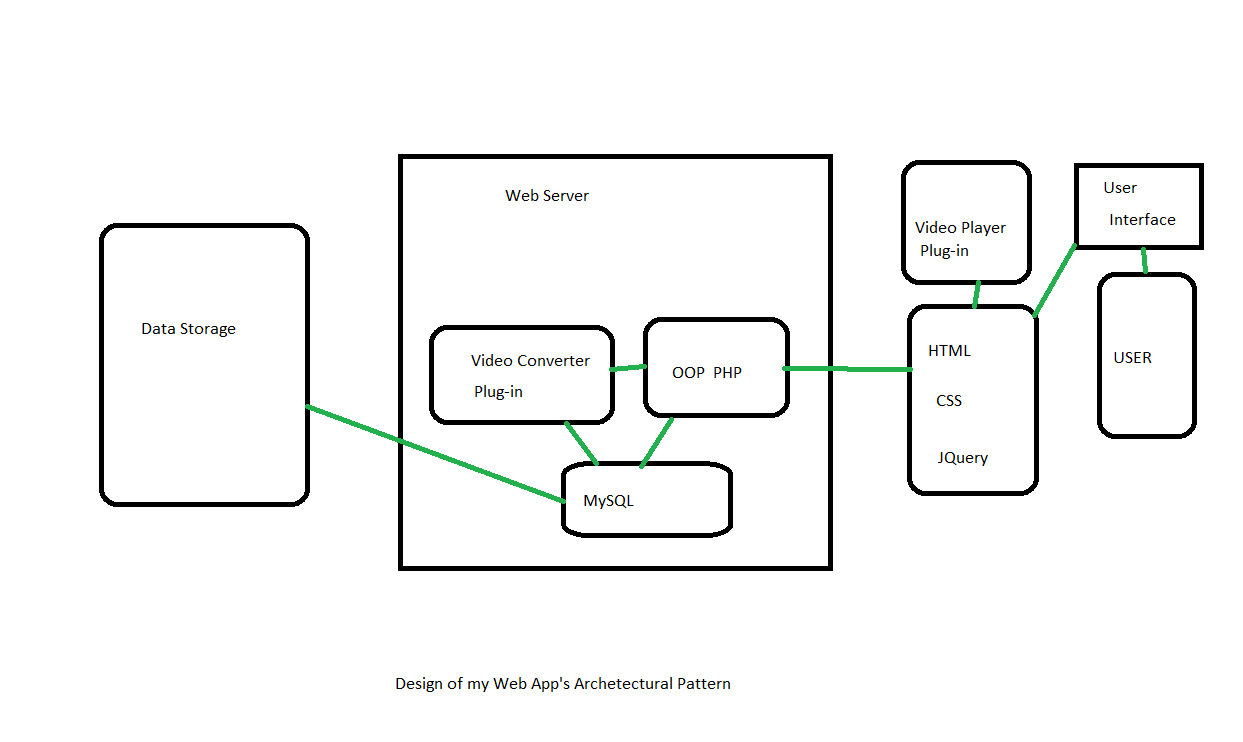 Web Server
Data Storage
Video Converter
Plug-in
OOP PHP
MySQL
Video Player
Plug-in
HTML
CSS
JQuery
User
Interface
USER
Design of my Web App's Archetectural Pattern